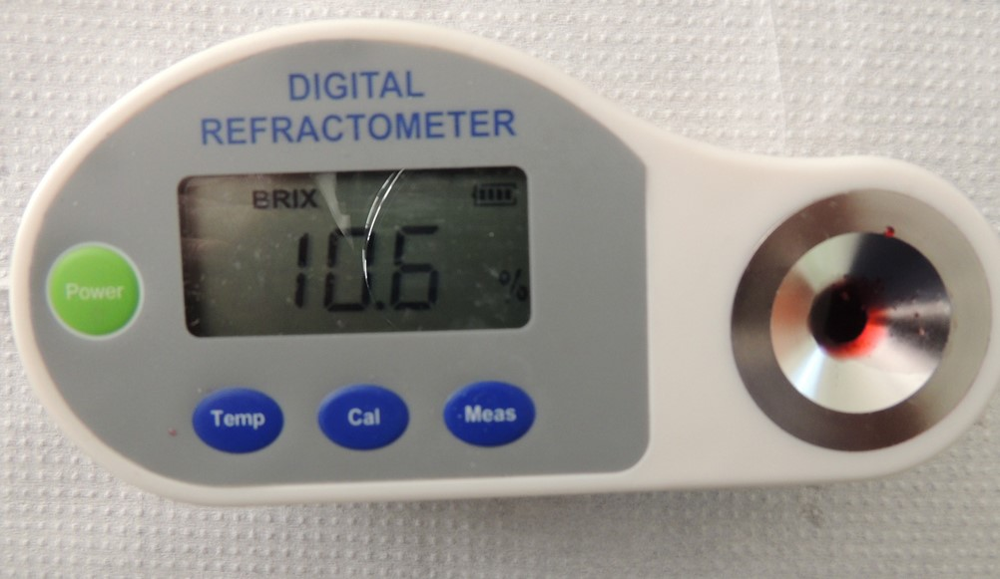 DIGITAL
REFRACTOMETER
BRIX
10.6
%
Power
Temp
Cal
Meas